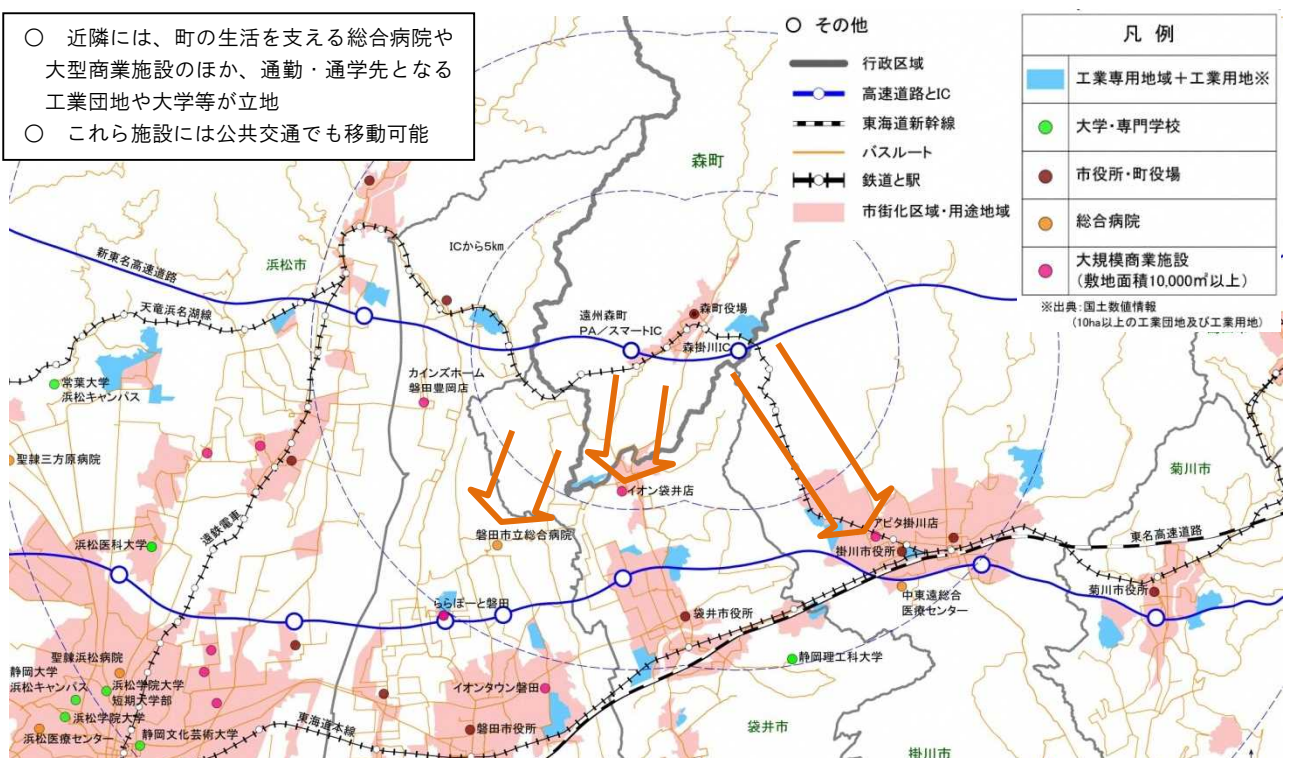 ○　近隣には、町の生活を支える総合病院や
大型商業施設のほか、通勤・通学先となる
工業団地や大学等が立地
○　これら施設には公共交通でも移動可能
その他
行政区域
高速道路とIC
東海道新幹線
バスルート
鉄道と駅
市街化区域・用途地域
凡 例
工業専用地域＋工業用地※
大学・専門学校
市役所・町役場
総合病院
大規模商業施設
（敷地面積10,000㎡以上）
※出典：国土数値情報
（10ha以上の工業団地及び工業用地）
森町
ICから5km
浜松市
新東名高速道路
天竜浜名湖線
遠州森町
PA／スマートIC
森町役場
森掛川IC
カインズホーム
磐田豊岡店
常葉大学
浜松キャンパス
聖隷三方原病院
イオン袋井店
菊川市
遠鉄電車
浜松医科大学
磐田市立総合病院
アピタ掛川店
掛川市役所
東名高速道路
中東遠総合
医療センター
菊川市役所
ららぽーと磐田
袋井市役所
静岡理工科大学
聖隷浜松病院
静岡大学
浜松キャンパス
浜松学院大学
短期大学部
浜松学院大学
イオンタウン磐田
浜松医療センター
静岡文化芸術大学
東海道本線
磐田市役所
袋井市
掛川市